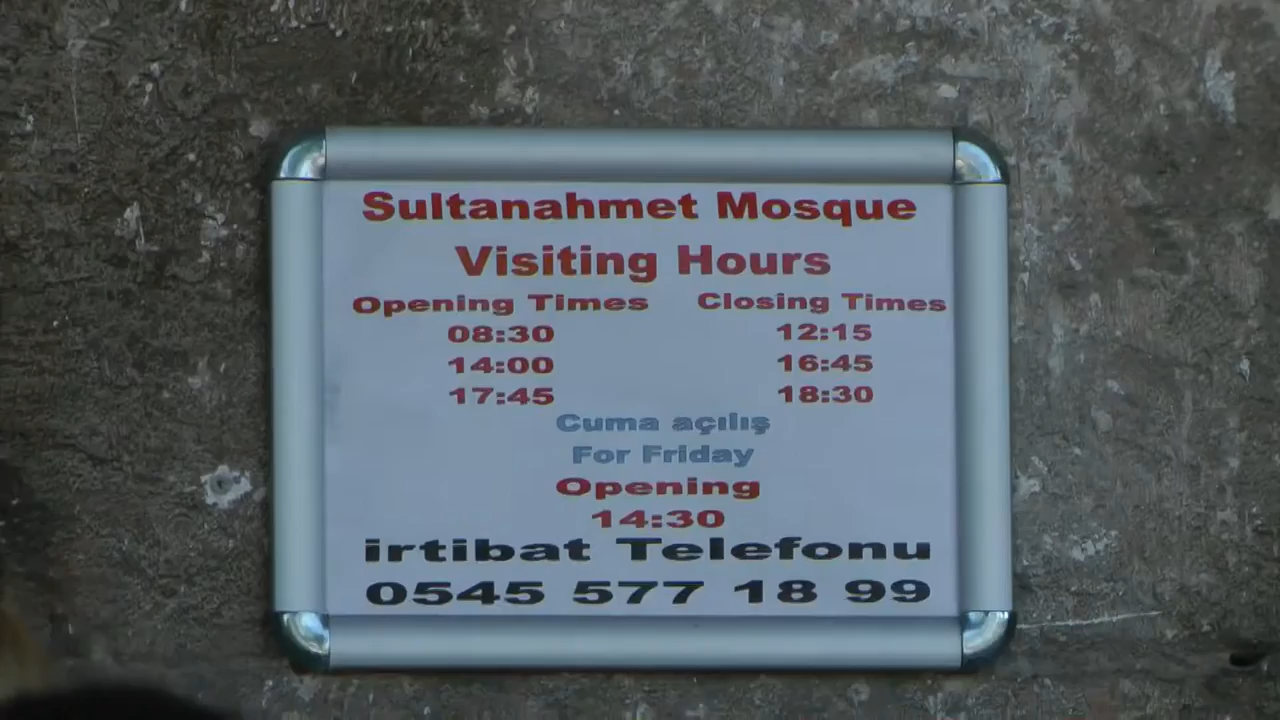 Sultanahmet Mosque
Visiting Hours
Opening Times Closing Times
08:30 12:15
14:00 16:45
17:45 18:30
Cuma açılış
For Friday
Opening
14:30
irtibat Telefonu
0545 577 18 99